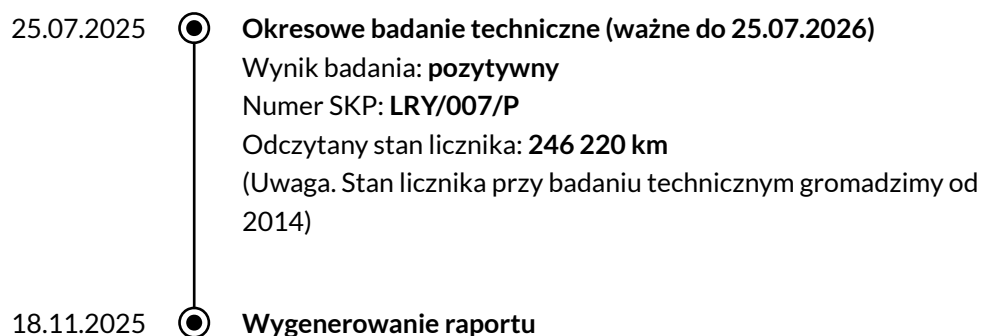 25.07.2025 Okresowe badanie techniczne (ważne do 25.07.2026)
Wynik badania: pozytywny
Numer SKP: LRY/007/P
Odczytany stan licznika: 246 220 km
(Uwaga. Stan licznika przy badaniu technicznym gromadzimy od
2014)
18.11.2025 Wygenerowanie raportu